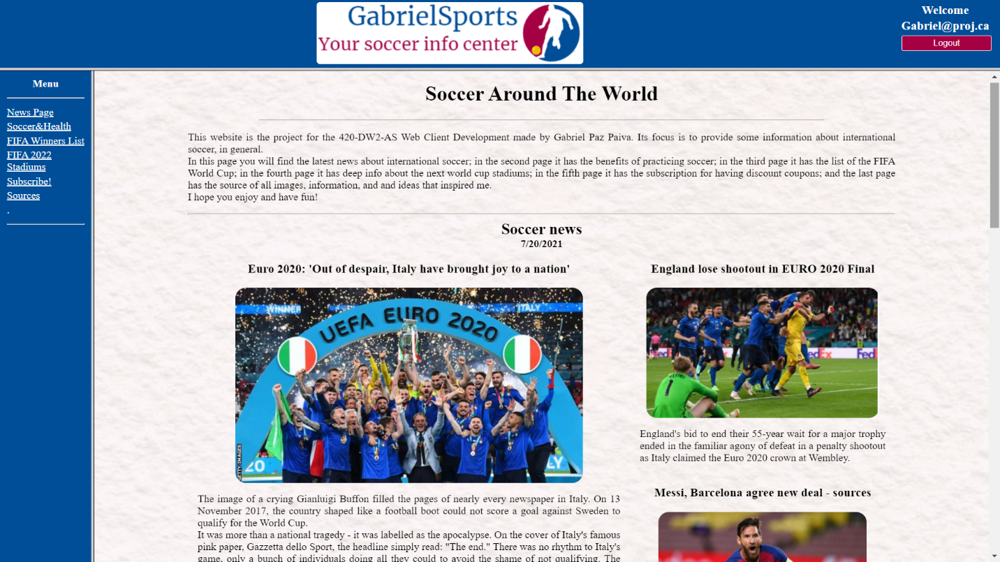 GabrielSports
Your soccer info center
Welcome
Gabriel@proj.ca
Logout
Menu
News Page
Soccer&Health
FIFA Winners List
FIFA 2022
Stadiums
Subscribe!
Sources
.
Soccer Around The World
This website is the project for the 420-DW2-AS Web Client Development made by Gabriel Paz Paiva. Its focus is to provide some information about international
soccer, in general.
In this page you will find the latest news about international soccer; in the second page it has the benefits of practicing soccer; in the third page it has the list of the FIFA
World Cup; in the fourth page it has deep info about the next world cup stadiums; in the fifth page it has the subscription for having discount coupons; and the last page
has the source of all images, information, and and ideas that inspired me.
I hope you enjoy and have fun!
Soccer news
7/20/2021
Euro 2020: 'Out of despair, Italy have brought joy to a nation'
WINNER
ITALY
UEFA EURO 2020
20
LY
GETTY IMAGES
The image of a crying Gianluigi Buffon filled the pages of nearly every newspaper in Italy. On 13
November 2017, the country shaped like a football boot could not score a goal against Sweden to
qualify for the World Cup.
It was more than a national tragedy - it was labelled as the apocalypse. On the cover of Italy's famous
pink paper, Gazzetta dello Sport, the headline simply read: "The end." There was no rhythm to Italy's
game, only a bunch of individuals doing all they could to avoid the shame of not qualifying. The
England lose shootout in EURO 2020 Final
FedEx
Fed
1
England's bid to end their 55-year wait for a major trophy
ended in the familiar agony of defeat in a penalty shootout
as Italy claimed the Euro 2020 crown at Wembley.
Messi, Barcelona agree new deal - sources